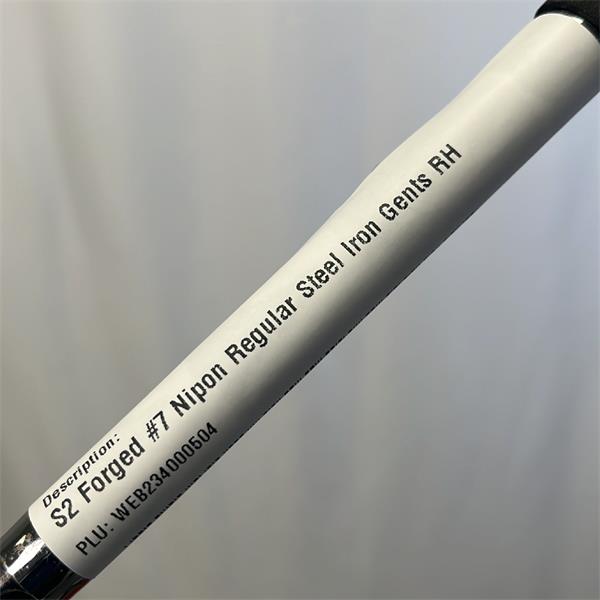 Description:
S2 Forged #7 Nipon Regular Steel Iron Gents RH
PLU: WEB234000504